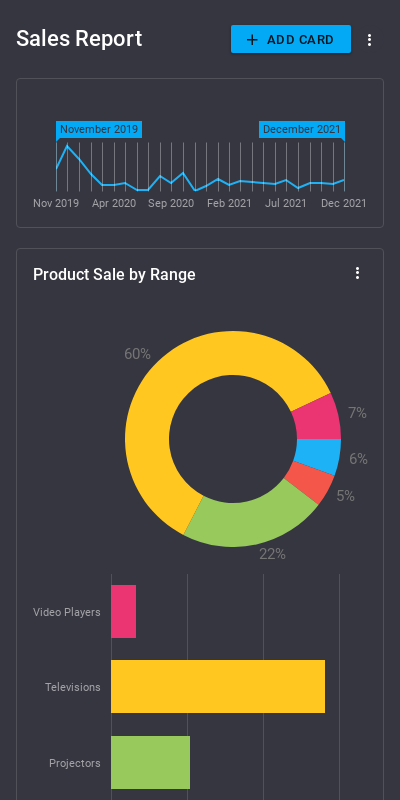 Sales Report
+ ADD CARD
November 2019
December 2021
Nov 2019 Apr 2020 Sep 2020 Feb 2021 Jul 2021 Dec 2021
Product Sale by Range
60%
7%
6%
5%
22%
Video Players
Televisions
Projectors